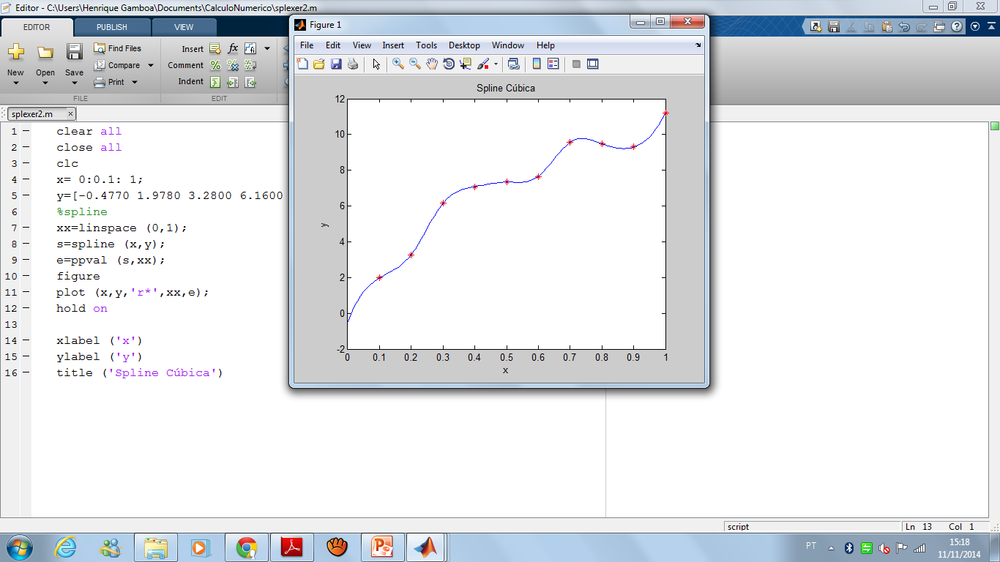 Editor - C:\Users\Henrique Gamboa\Documents\CalculoNumerico\splexer2.m
EDITOR PUBLISH VIEW
New Open Save
Find Files
Compare
Print
FILE
Insert
Comment
Indent
EDIT
splexer2.m ×
1 clear all
2 close all
3 clc
4 x= 0:0.1: 1;
5 y=[-0.4770 1.9780 3.2800 6.1600
6 %spline
7 xx=linspace (0,1);
8 s=spline (x,y);
9 e=ppval (s,xx);
10 figure
11 plot (x,y,'r*',xx,e);
12 hold on
13
14 xlabel ('x')
15 ylabel ('y')
16 title ('Spline Cúbica')
Figure 1
File Edit View Insert Tools Desktop Window Help
Spline Cúbica
12
10
8
6
4
2
0
-2
y
0 0.1 0.2 0.3 0.4 0.5 0.6 0.7 0.8 0.9 1
x
script
Ln 13 Col 1
PT
15:18
11/11/2014